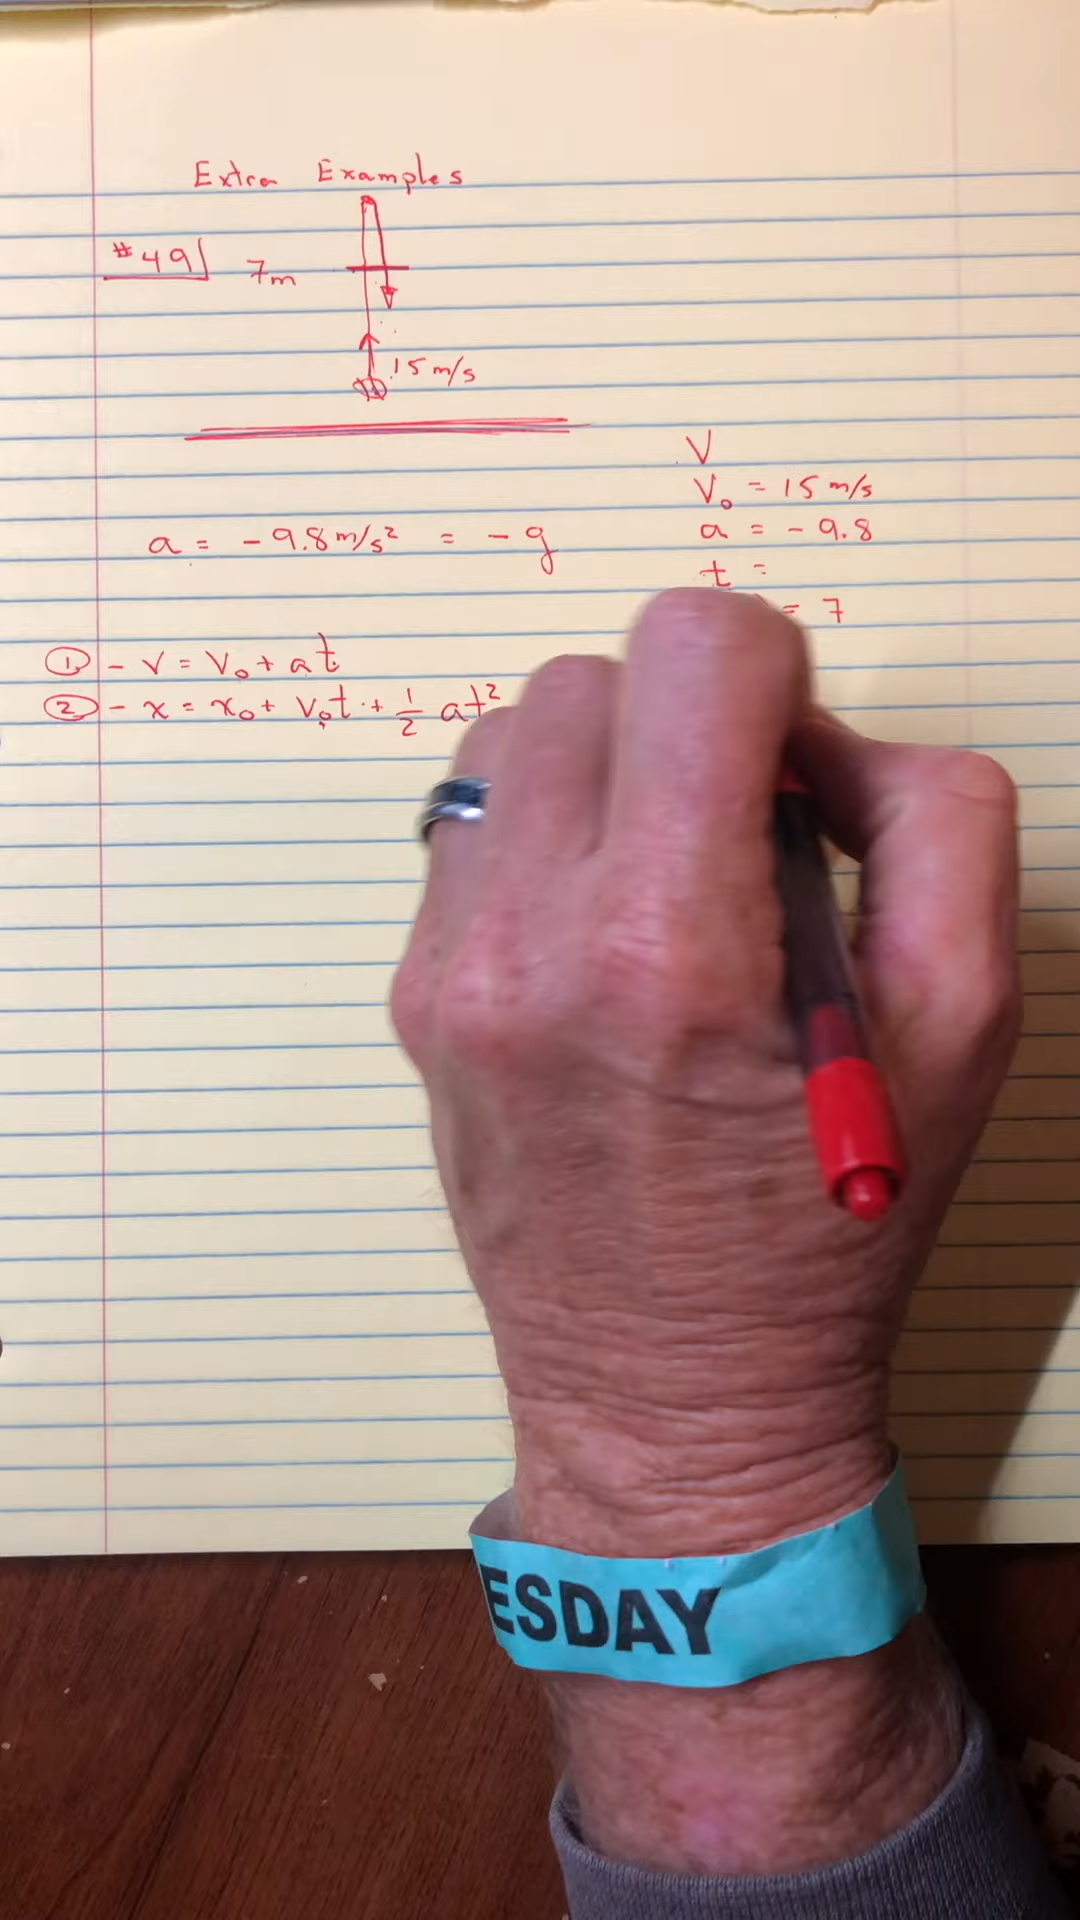 Extra Examples
#49 7m
15 m/s
V
V₀ = 15 m/s
a = -9.8 m/s² = -g
a = -9.8
t =
= 7
① - v = v₀ + at
② - x = x₀ + v₀t + 1/2 at²
ESDAY